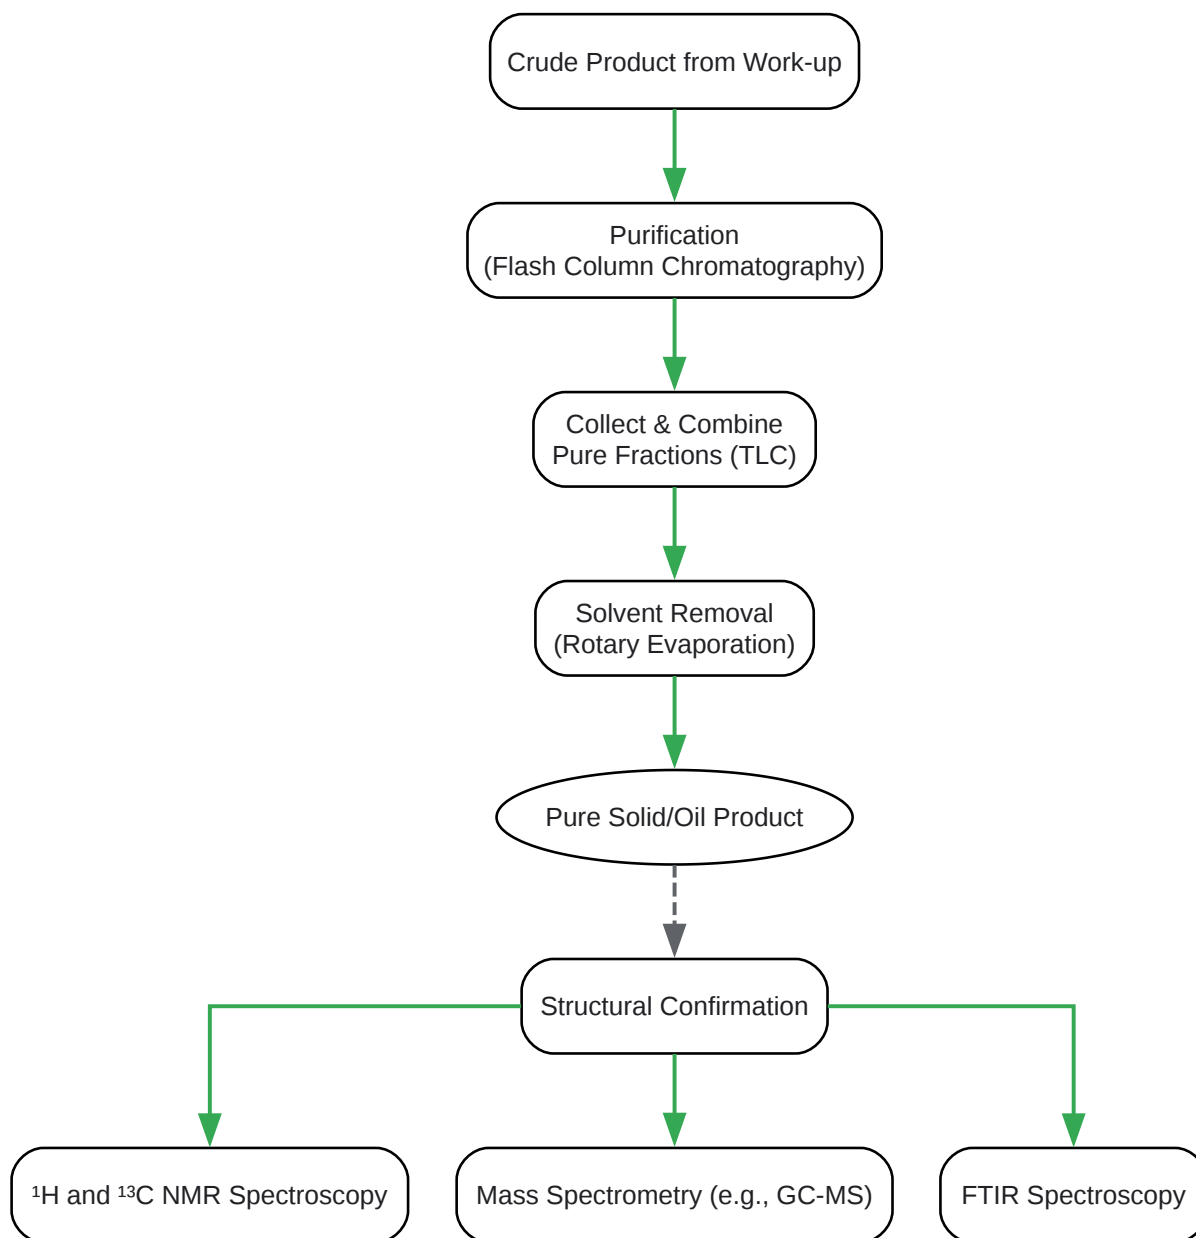 Crude Product from Work-up
Purification
(Flash Column Chromatography)
Collect & Combine
Pure Fractions (TLC)
Solvent Removal
(Rotary Evaporation)
Pure Solid/Oil Product
Structural Confirmation
¹H and ¹³C NMR Spectroscopy
Mass Spectrometry (e.g., GC-MS)
FTIR Spectroscopy